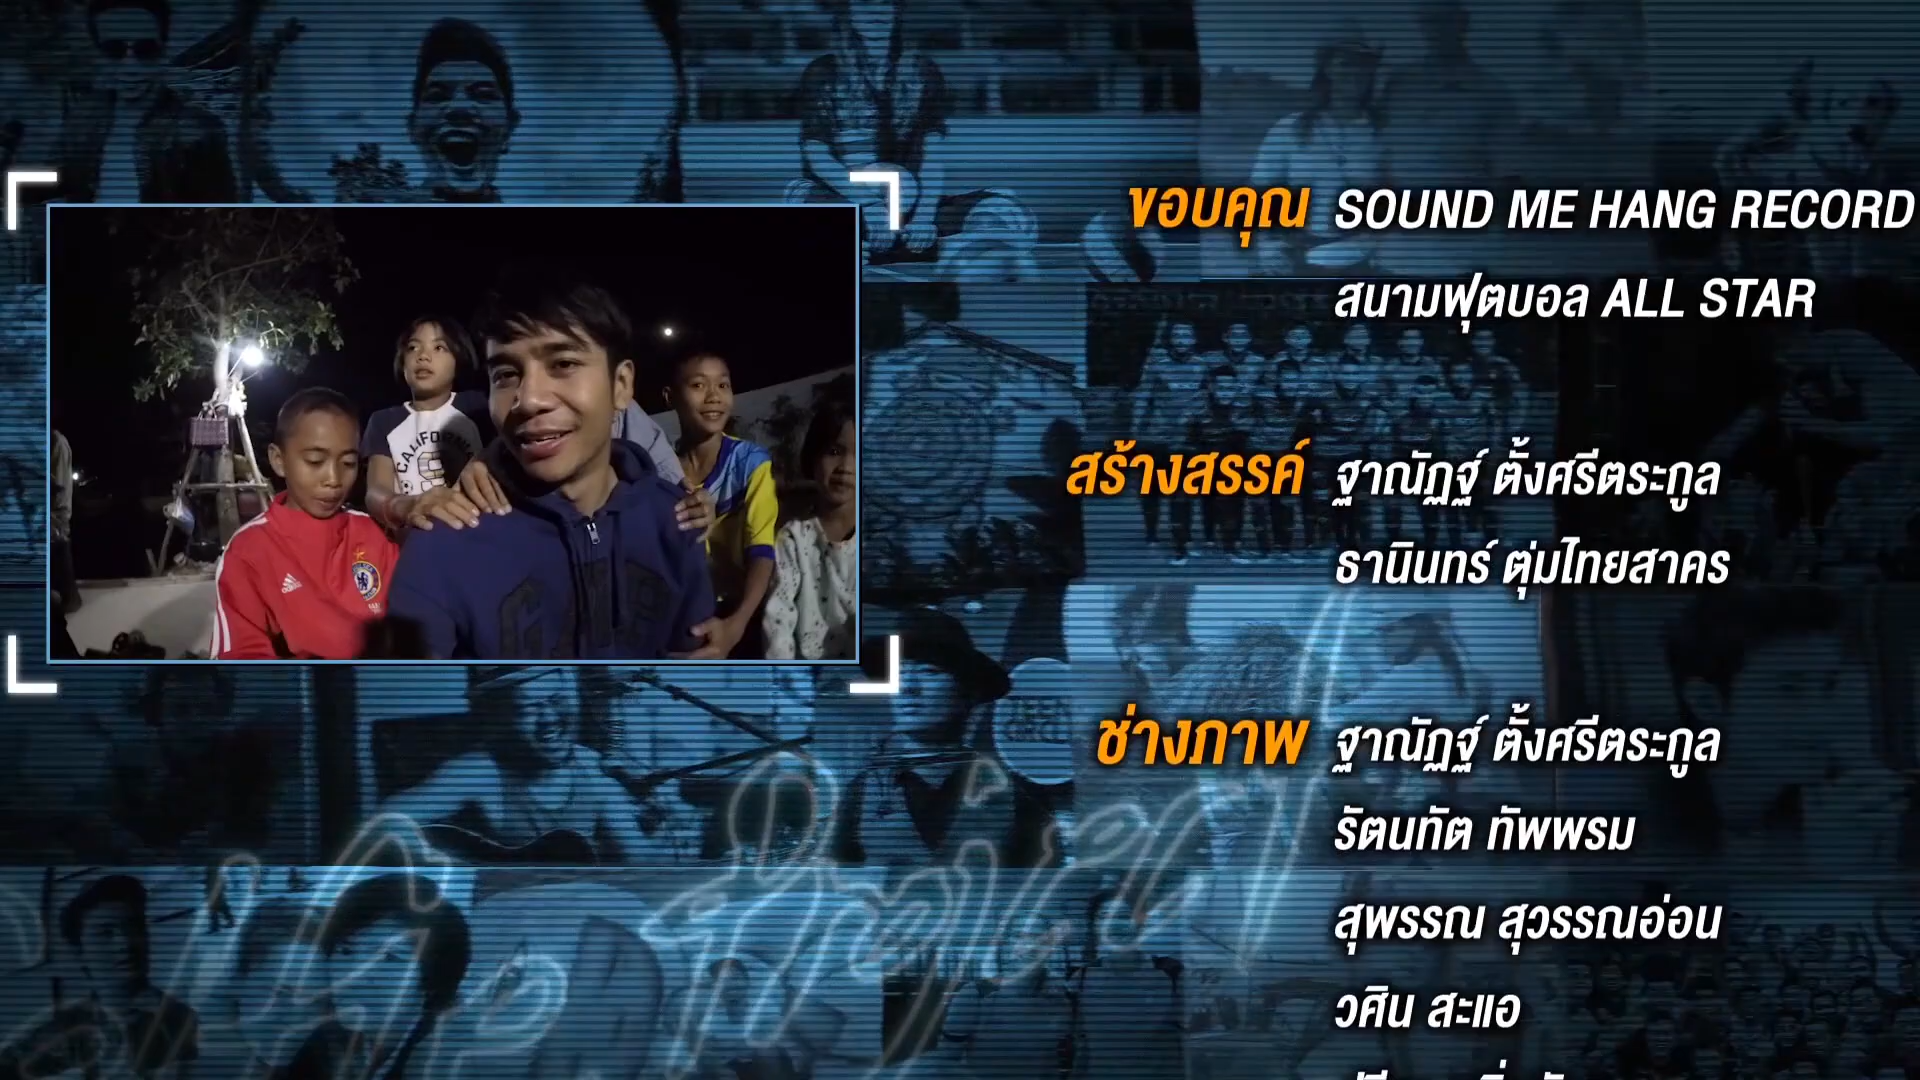 ขอบคุณ SOUND ME HANG RECORD
สนามฟุตบอล ALL STAR
สร้างสรรค์ ฐาณัฏฐ์ ตั้งศรีตระกูล
ธานินทร์ ตุ่มไทยสาคร
ช่างภาพ ฐาณัฏฐ์ ตั้งศรีตระกูล
รัตนทัต ทัพพรม
สุพรรณ สุวรรณอ่อน
วศิน สะแอ
CALIFORNIA
adidas
GAP